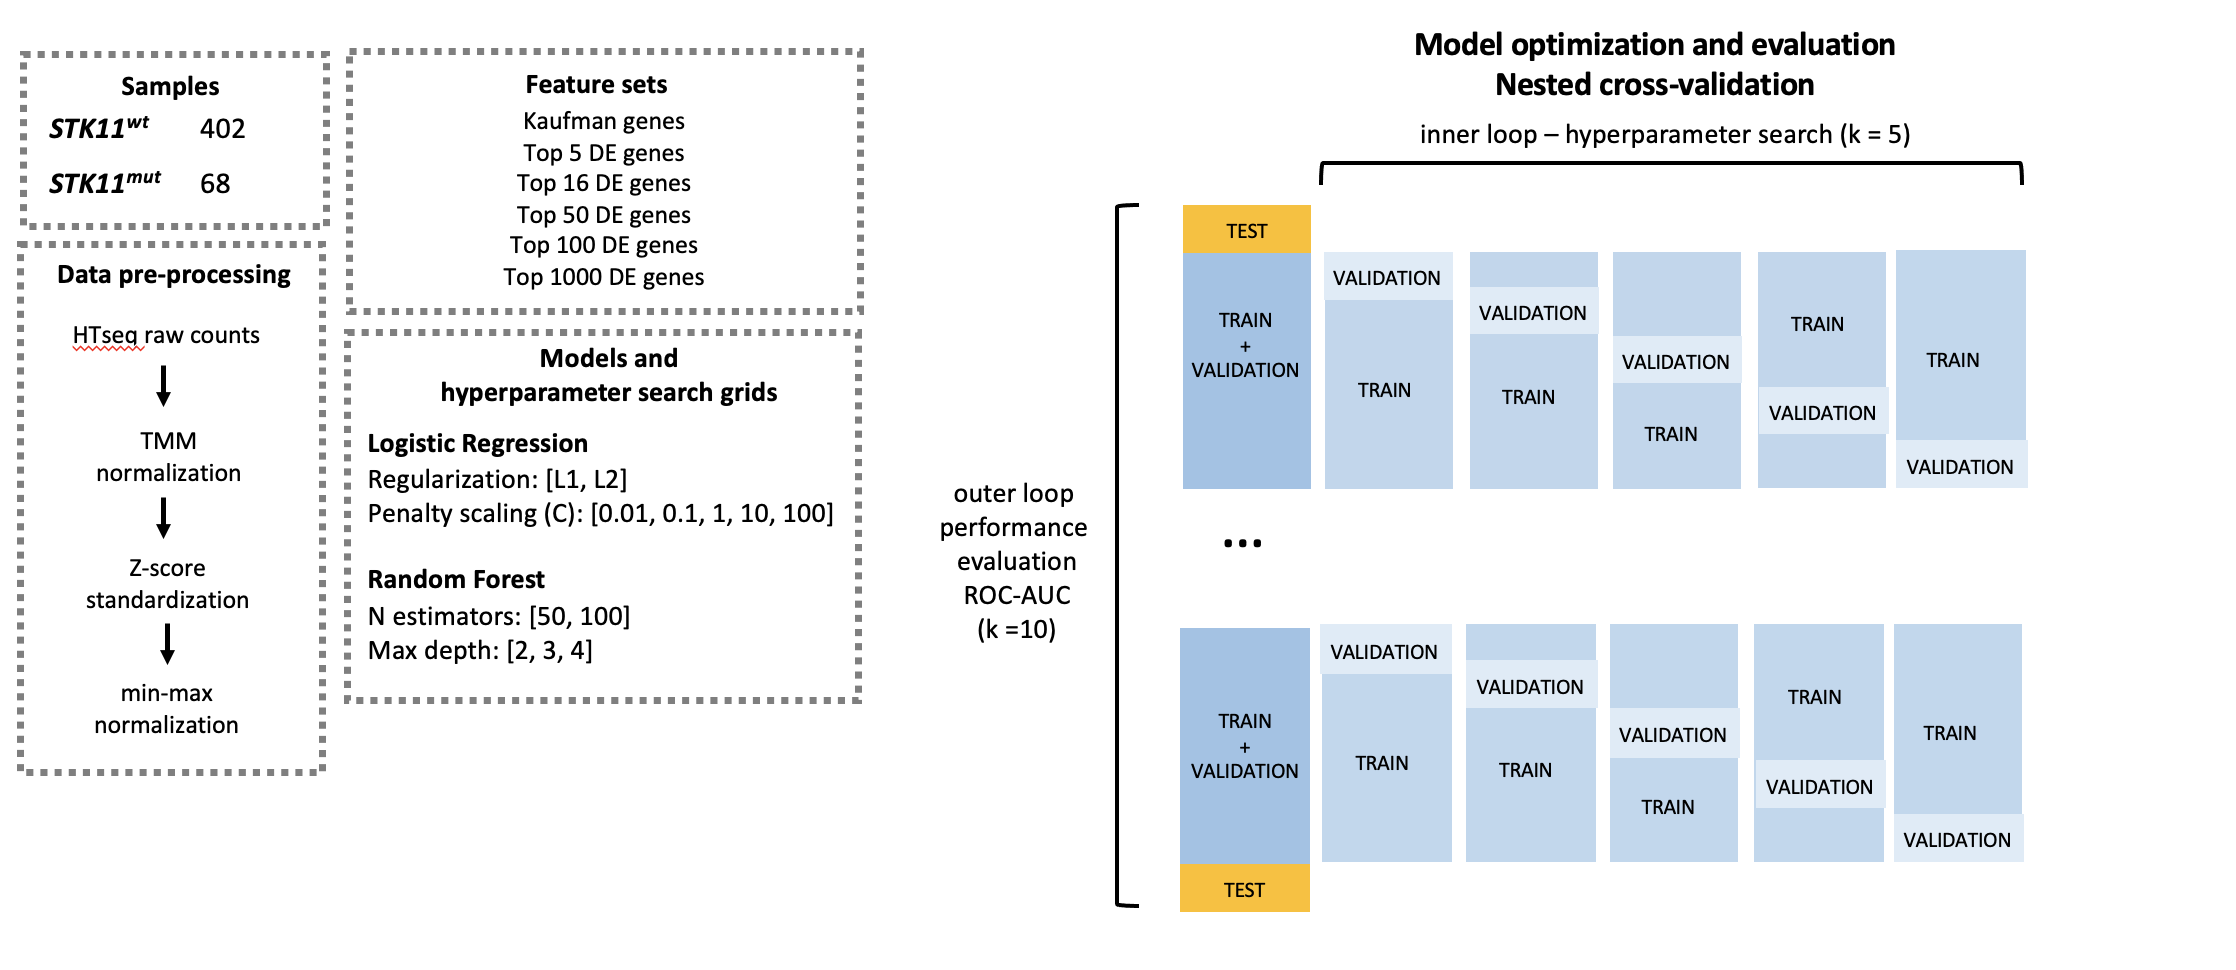 Samples
STK11wt 402
STK11mut 68
Data pre-processing
HTseq raw counts
TMM
normalization
Z-score
standardization
min-max
normalization
Feature sets
Kaufman genes
Top 5 DE genes
Top 16 DE genes
Top 50 DE genes
Top 100 DE genes
Top 1000 DE genes
Models and
hyperparameter search grids
Logistic Regression
Regularization: [L1, L2]
Penalty scaling (C): [0.01, 0.1, 1, 10, 100]
Random Forest
N estimators: [50, 100]
Max depth: [2, 3, 4]
Model optimization and evaluation
Nested cross-validation
inner loop – hyperparameter search (k = 5)
outer loop
performance
evaluation
ROC-AUC
(k =10)
TEST
TRAIN
+
VALIDATION
VALIDATION
TRAIN
VALIDATION
TRAIN
VALIDATION
TRAIN
TRAIN
VALIDATION
TRAIN
VALIDATION
...
TRAIN
+
VALIDATION
TEST
VALIDATION
TRAIN
VALIDATION
TRAIN
VALIDATION
TRAIN
TRAIN
VALIDATION
TRAIN
VALIDATION